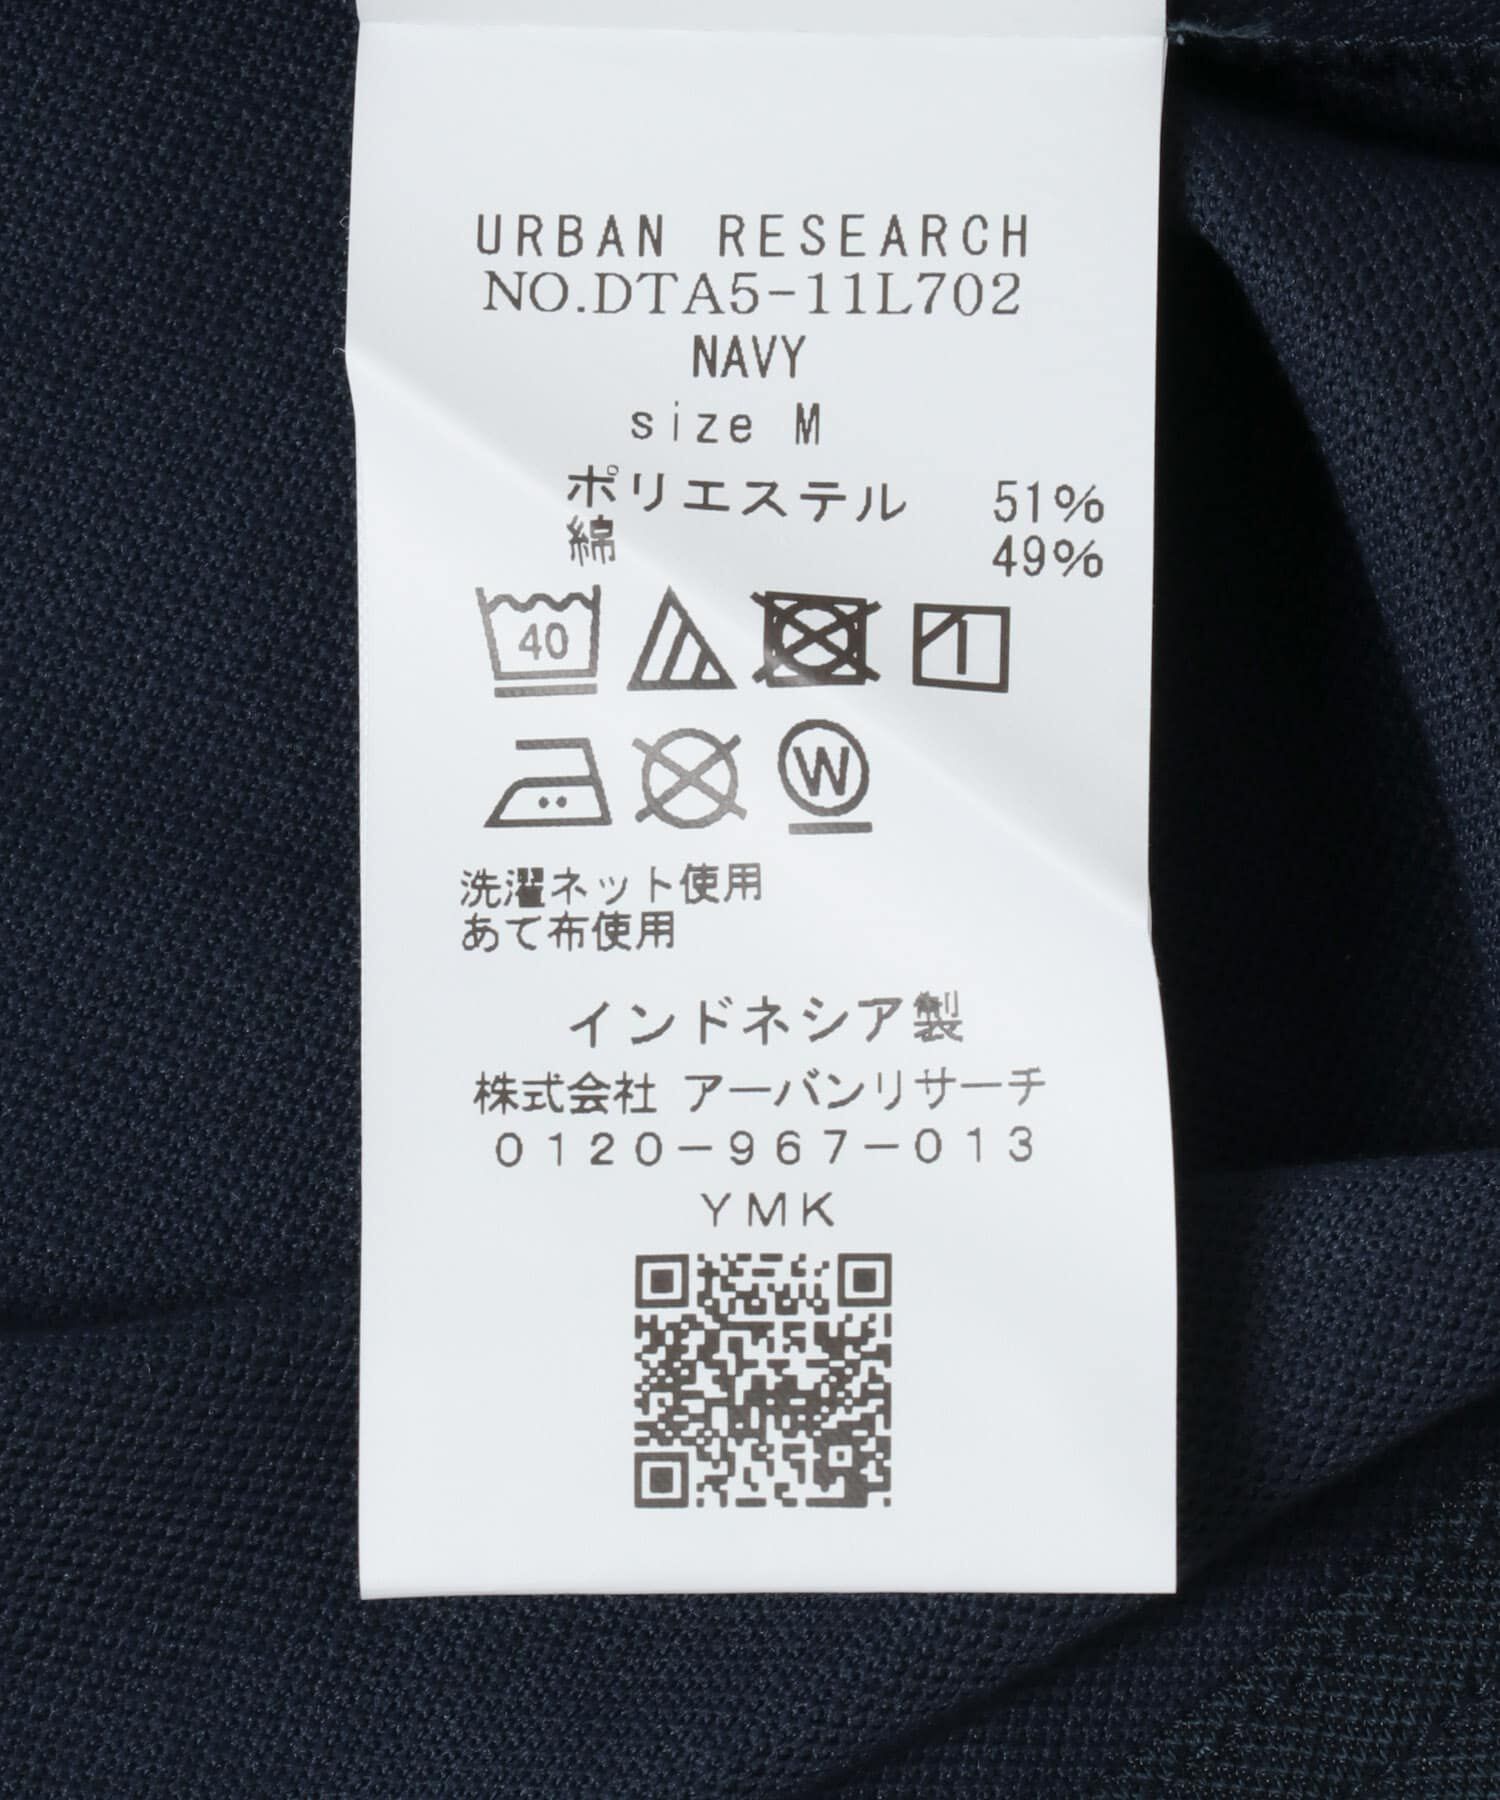 URBAN RESEARCH
NO.DTA5-11L702
NAVY
size M
ポリエステル 51%
綿 49%
40
W
洗濯ネット使用
あて布使用
インドネシア製
株式会社 アーバンリサーチ
0120-967-013
YMK